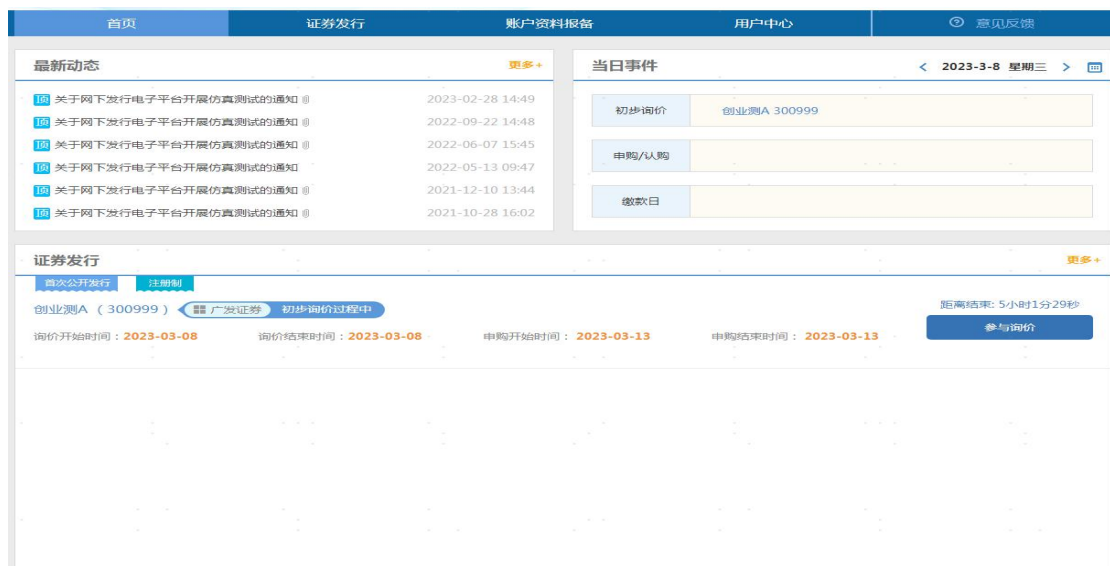 首页 证券发行 账户资料报备 用户中心 意见反馈
最新动态 更多+
顶 关于网下发行电子平台开展仿真测试的通知 2023-02-28 14:49
顶 关于网下发行电子平台开展仿真测试的通知 2022-09-22 14:48
顶 关于网下发行电子平台开展仿真测试的通知 2022-06-07 15:45
顶 关于网下发行电子平台开展仿真测试的通知 2022-05-13 09:47
顶 关于网下发行电子平台开展仿真测试的通知 2021-12-10 13:44
顶 关于网下发行电子平台开展仿真测试的通知 2021-10-28 16:02
当日事件 < 2023-3-8 星期三 >
初步询价 创业测A 300999
申购/认购
缴款日
证券发行 更多+
首次公开发行 注册制
创业测A（300999） 广发证券 初步询价过程中 距离结束: 5小时1分29秒
询价开始时间：2023-03-08 询价结束时间：2023-03-08 申购开始时间：2023-03-13 申购结束时间：2023-03-13 参与询价